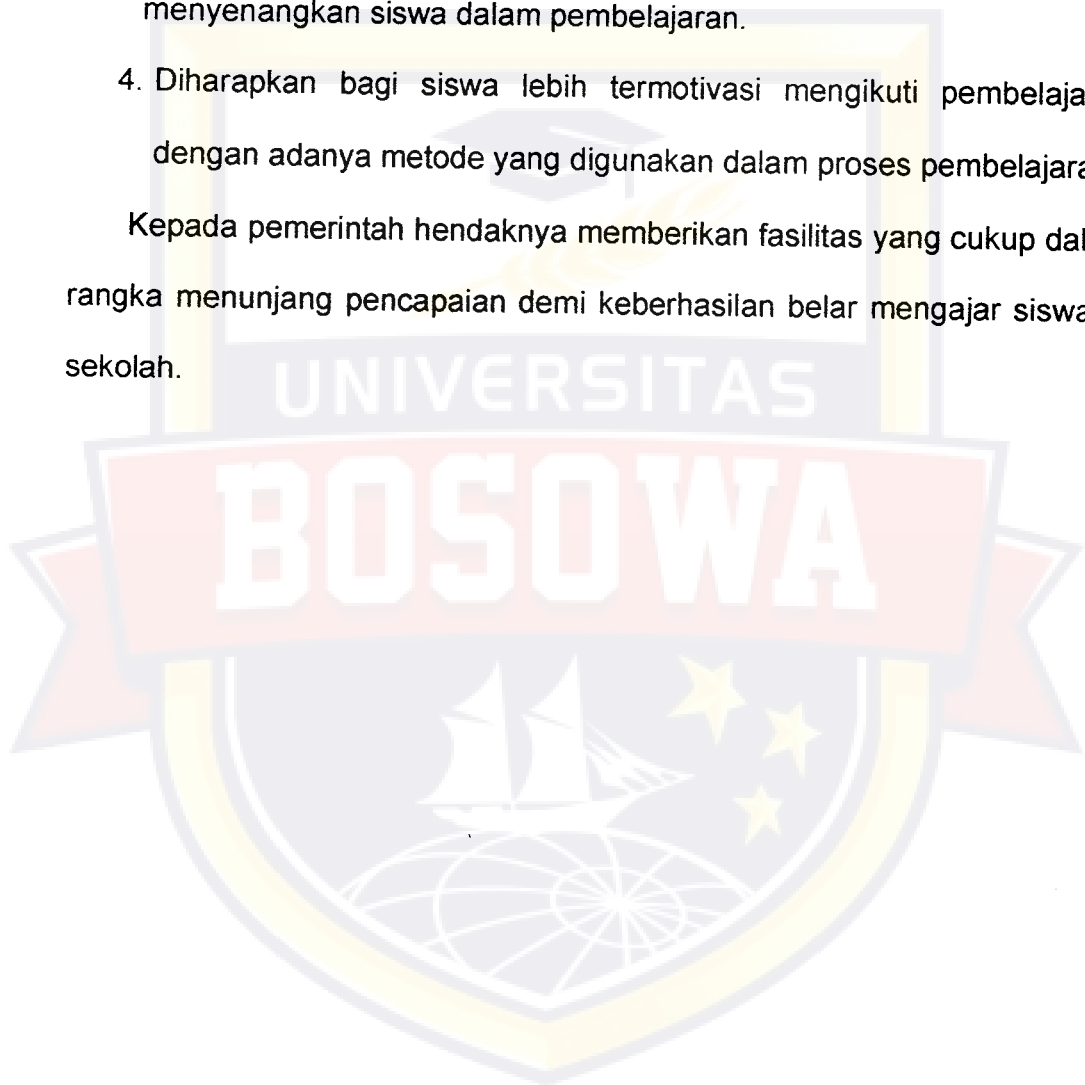 menyenangkan siswa dalam pembelajaran.
4. Diharapkan bagi siswa lebih termotivasi mengikuti pembelaja
dengan adanya metode yang digunakan dalam proses pembelajara
Kepada pemerintah hendaknya memberikan fasilitas yang cukup dal
rangka menunjang pencapaian demi keberhasilan belar mengajar siswa
sekolah.
UNIVERSITAS
BOSOWA